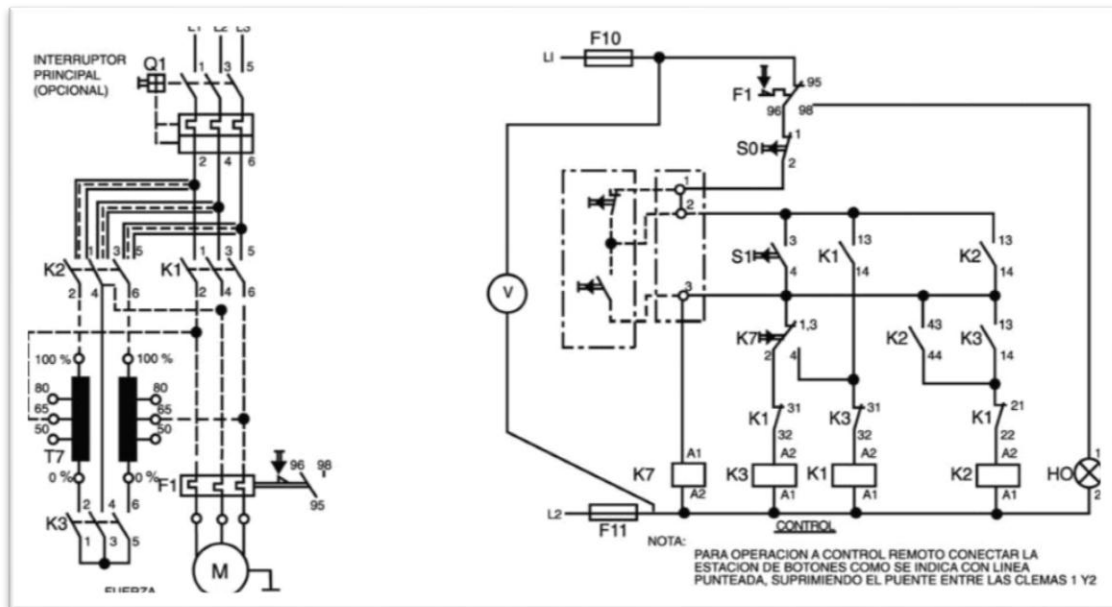 L1 L2 L3
INTERRUPTOR
PRINCIPAL
(OPCIONAL)
Q1
1 3 5
2 4 6
1 3 5
K2
2 4 6
1 3 5
K1
2 4 6
100 %
100 %
80
65
50
80
65
50
T7
0 %
0 %
2 4 6
K3
1 3 5
F1
96 98
95
M
FUERZA
LI
F10
F1
95
96
98
S0
1
2
1
2
3
V
S1
3
4
K1
13
14
K2
13
14
K7
1,3
2
4
K2
43
44
K3
13
14
K1
31
32
K3
31
32
K1
21
22
K7
A1
A2
K3
A2
A1
K1
A2
A1
K2
A2
A1
HO
1
2
L2
F11
CONTROL
NOTA:
PARA OPERACION A CONTROL REMOTO CONECTAR LA
ESTACION DE BOTONES COMO SE INDICA CON LINEA
PUNTEADA, SUPRIMIENDO EL PUENTE ENTRE LAS CLEMAS 1 Y2